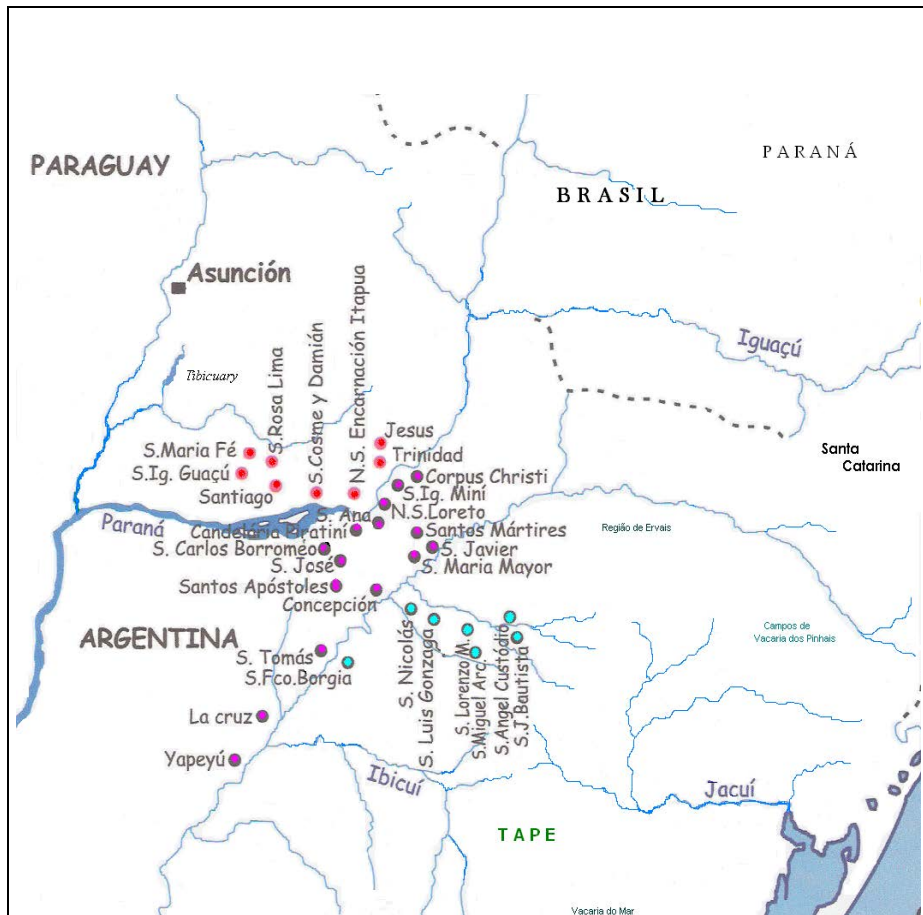 PARANÁ
PARAGUAY
BRASIL
Asunción
Iguaçú
Tibicuary
S.Rosa Lima
S.Cosme y Damián
N.S. Encarnación Itapua
Jesus
S.Maria Fé
Trinidad
Santa
Catarina
S.Ig. Guaçú
Corpus Christi
Santiago
S.Ig. Miní
N.S.Loreto
S. Ana
Paraná
Candelária Piratini
Santos Mártires
Região de Ervais
S. Carlos Borroméo
S. Javier
S. José
S. Maria Mayor
Santos Apóstoles
Concepción
ARGENTINA
Campos de
Vacaria dos Pinhais
S. Tomás
S.Fco.Borgia
S. Nicolás
S. Luis Gonzaga
S. Lorenzo M.
S.Miguel Arc.
S.Angel Custódio
S.J.Bautista
La cruz
Yapeyú
Ibicuí
Jacuí
TAPE
Vacaria do Mar